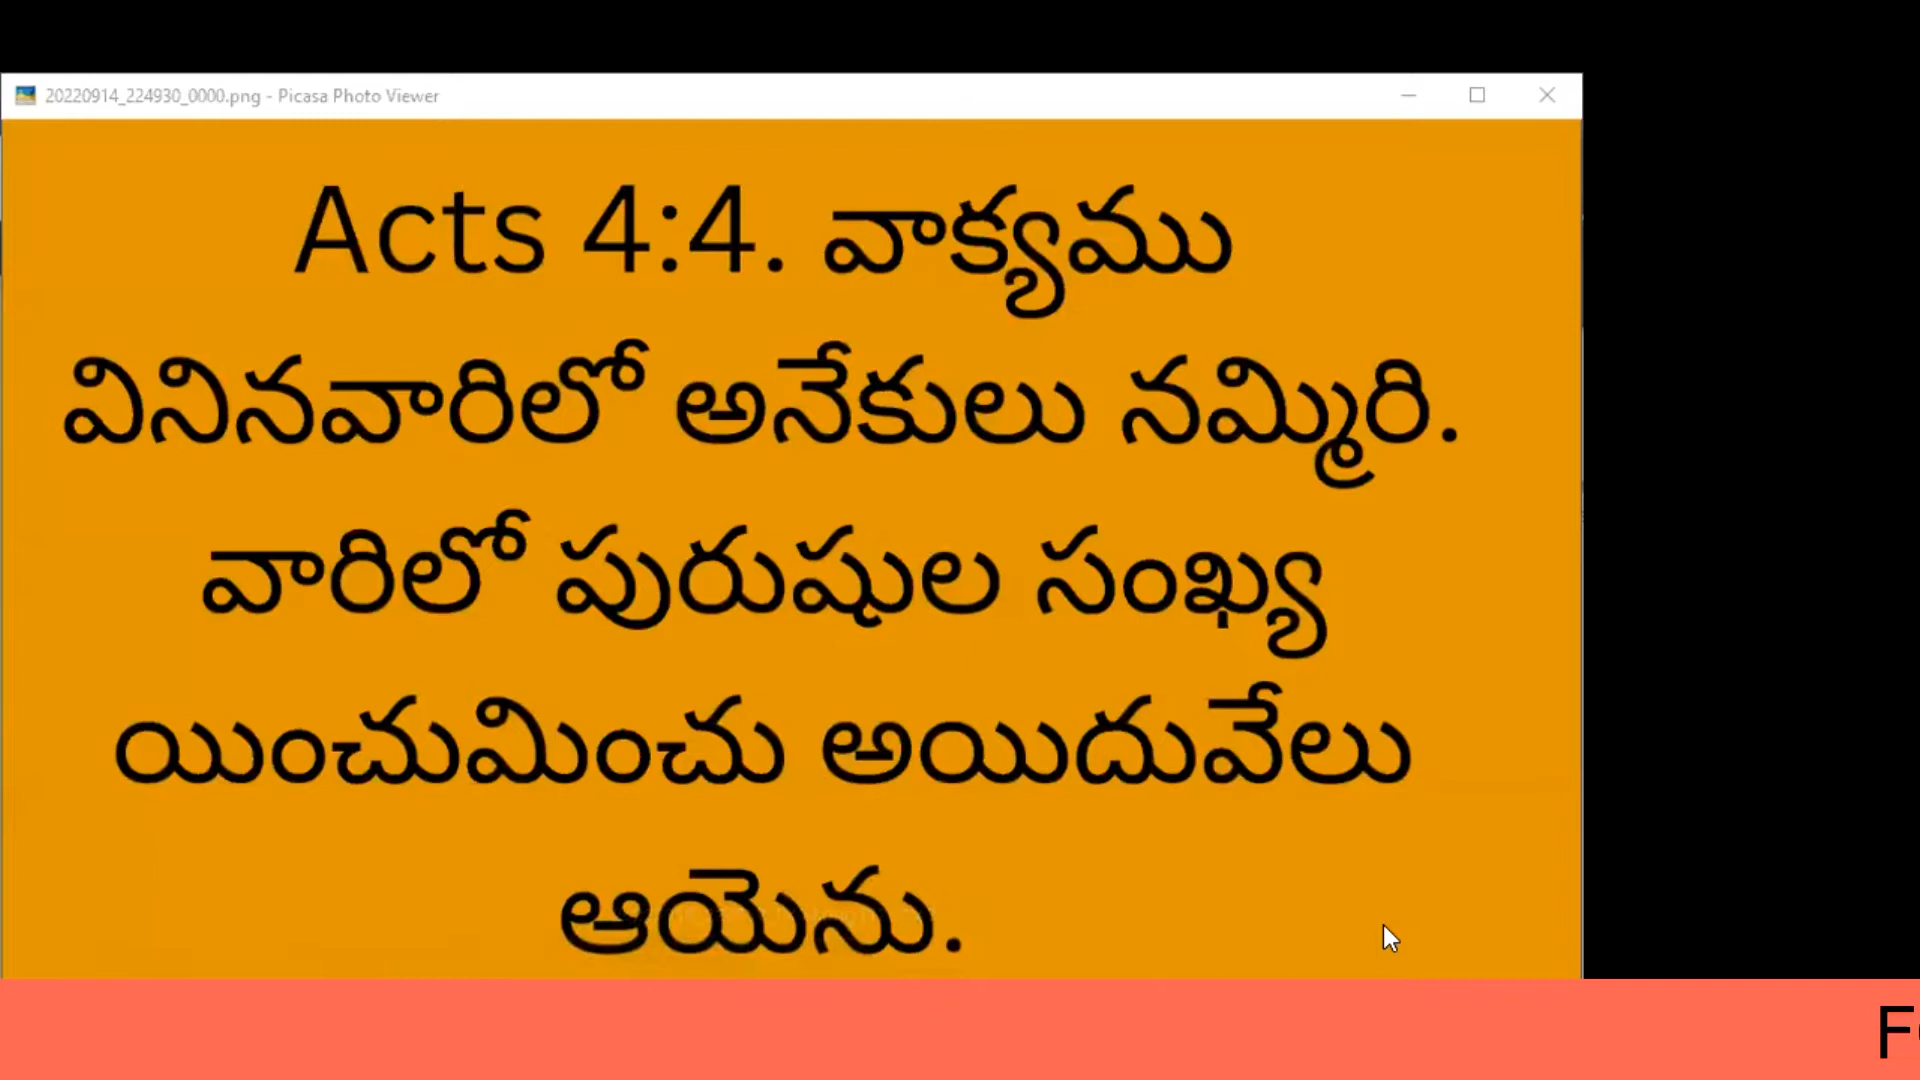 20220914_224930_0000.png - Picasa Photo Viewer
Acts 4:4. వాక్యము
వినినవారిలో అనేకులు నమ్మిరి.
వారిలో పురుషుల సంఖ్య
యించుమించు అయిదువేలు
ఆయెను.